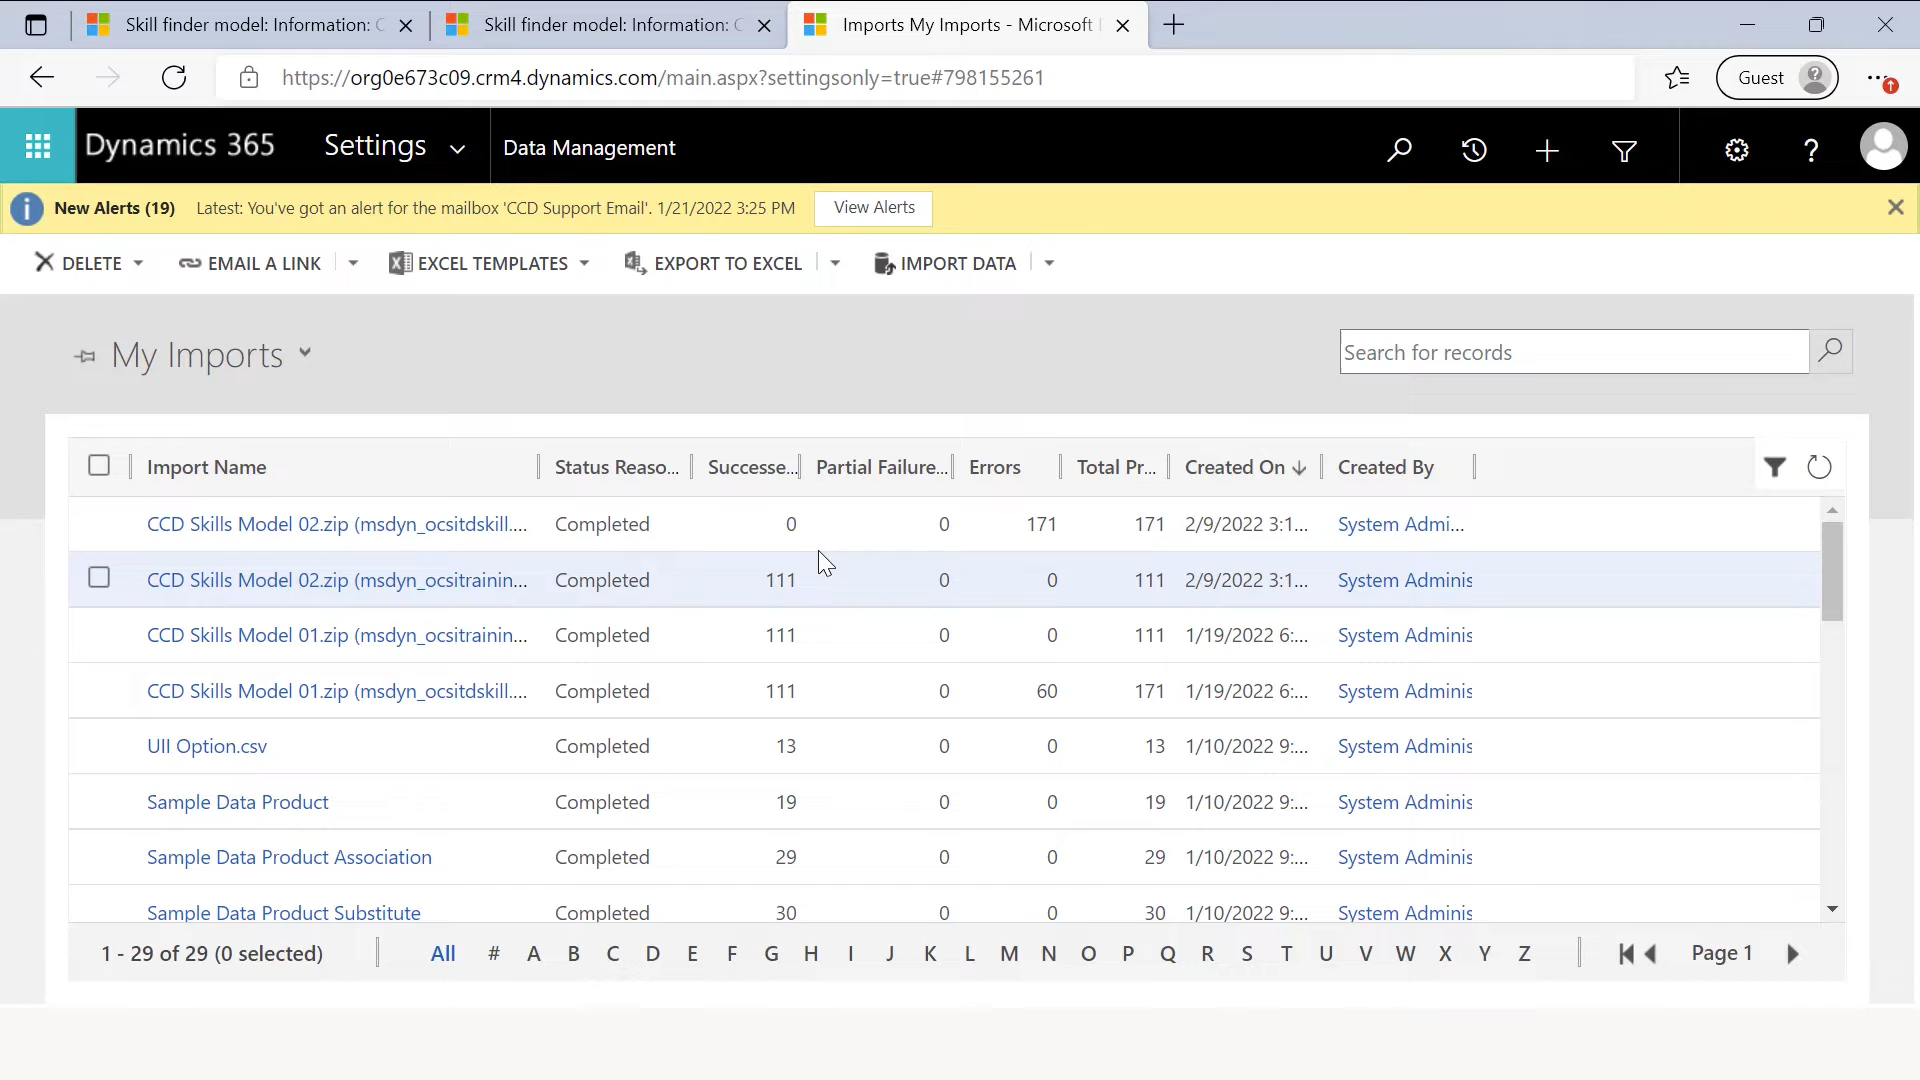 Skill finder model: Information: C
Skill finder model: Information: C
Imports My Imports - Microsoft
https://org0e673c09.crm4.dynamics.com/main.aspx?settingsonly=true#798155261
Guest
Dynamics 365 Settings Data Management
New Alerts (19) Latest: You've got an alert for the mailbox 'CCD Support Email'. 1/21/2022 3:25 PM View Alerts
DELETE EMAIL A LINK EXCEL TEMPLATES EXPORT TO EXCEL IMPORT DATA
My Imports
Search for records
Import Name Status Reaso... Successe... Partial Failure... Errors Total Pr... Created On Created By
CCD Skills Model 02.zip (msdyn_ocsitdskill.... Completed 0 0 171 171 2/9/2022 3:1... System Admi...
CCD Skills Model 02.zip (msdyn_ocsitrainin... Completed 111 0 0 111 2/9/2022 3:1... System Adminis
CCD Skills Model 01.zip (msdyn_ocsitrainin... Completed 111 0 0 111 1/19/2022 6:... System Adminis
CCD Skills Model 01.zip (msdyn_ocsitdskill.... Completed 111 0 60 171 1/19/2022 6:... System Adminis
UII Option.csv Completed 13 0 0 13 1/10/2022 9:... System Adminis
Sample Data Product Completed 19 0 0 19 1/10/2022 9:... System Adminis
Sample Data Product Association Completed 29 0 0 29 1/10/2022 9:... System Adminis
Sample Data Product Substitute Completed 30 0 0 30 1/10/2022 9:... System Adminis
1 - 29 of 29 (0 selected) All # A B C D E F G H I J K L M N O P Q R S T U V W X Y Z Page 1